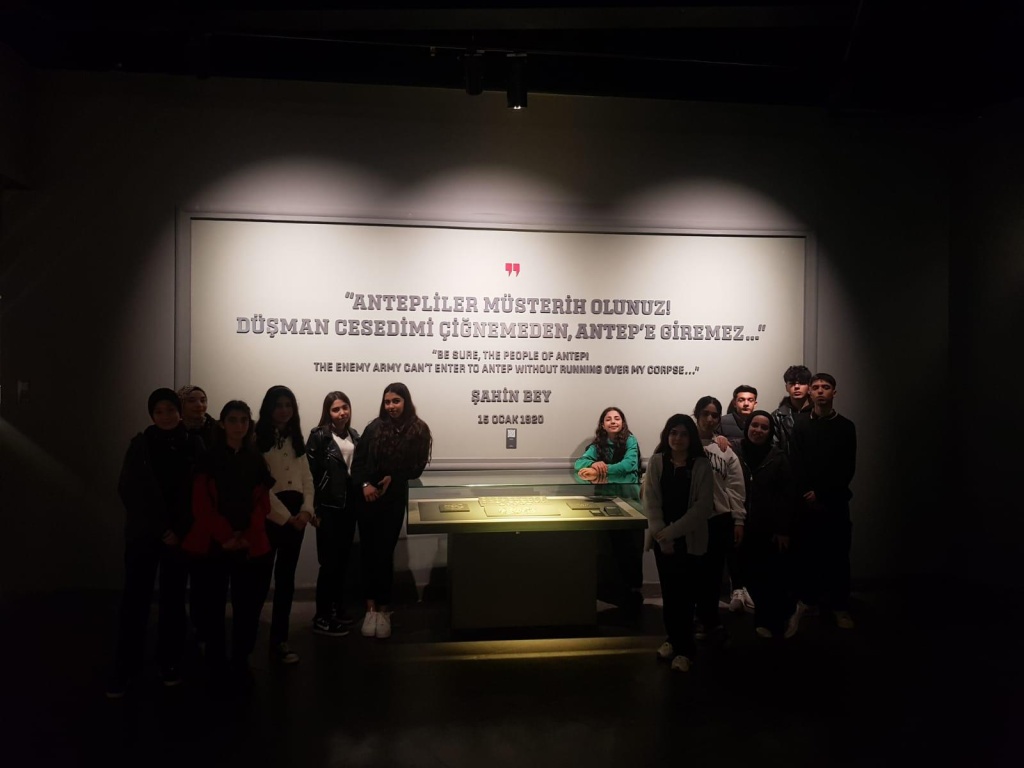 "ANTEPLİLER MÜSTERİH OLUNUZ!
DÜŞMAN CESEDİMİ ÇİĞNEMEDEN, ANTEP'E GİREMEZ..."
"BE SURE, THE PEOPLE OF ANTEP!
THE ENEMY ARMY CAN'T ENTER TO ANTEP WITHOUT RUNNING OVER MY CORPSE..."
ŞAHİN BEY
15 OCAK 1920